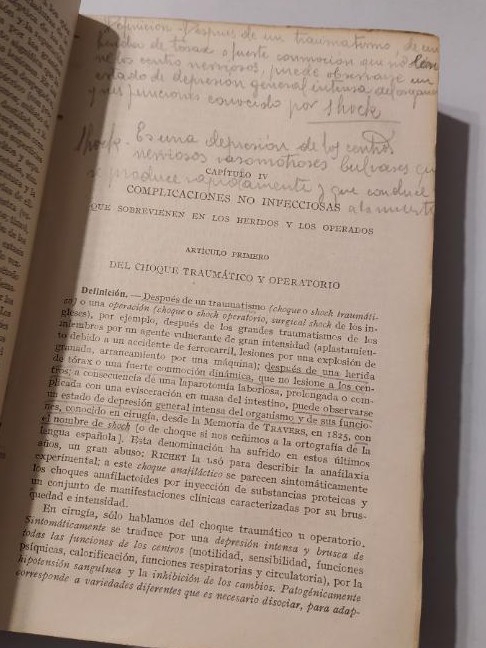 Definición. Después de un traumatismo, de una
herida de tórax o fuerte conmoción que no lesio
ne los centro nerviosos, puede observarse un
estado de depresión general intensa del organis
y sus funciones conocido por shock
Shock. Es una depresión de los centros
nerviosos vasomotores bulbares que
se produce rapidamente y que conduce
a la muerte
CAPÍTULO IV
COMPLICACIONES NO INFECCIOSAS
QUE SOBREVIENEN EN LOS HERIDOS Y LOS OPERADOS
ARTÍCULO PRIMERO
DEL CHOQUE TRAUMÁTICO Y OPERATORIO
Definición. — Después de un traumatismo (choque o shock traumáti-
co) o una operación (choque o shock operatorio, surgical shock de los in-
gleses), por ejemplo, después de los grandes traumatismos de los
miembros por un agente vulnerante de gran intensidad (aplastamien-
to debido a un accidente de ferrocarril, lesiones por una explosión de
granada, arrancamiento por una máquina); después de una herida
de tórax o una fuerte conmoción dinámica, que no lesione a los cen-
tros; a consecuencia de una laparotomía laboriosa, prolongada o com-
plicada con una evisceración en masa del intestino, puede observarse
un estado de depresión general intensa del organismo y de sus funcio-
nes, conocido en cirugía, desde la Memoria de TRAVERS, en 1825, con
el nombre de shock (o de choque si nos ceñimos a la ortografía de la
lengua española). Esta denominación ha sufrido en estos últimos
años, un gran abuso: RICHET la usó para describir la anafilaxia
experimental; a este choque anafiláctico se parecen sintomáticamente
los choques anafilactoides por inyección de substancias proteicas y
un conjunto de manifestaciones clínicas caracterizadas por su brus-
quedad e intensidad.
En cirugía, sólo hablamos del choque traumático u operatorio.
Sintomáticamente se traduce por una depresión intensa y brusca de
todas las funciones de los centros (motilidad, sensibilidad, funciones
psíquicas, calorificación, funciones respiratorias y circulatoria), por la
hipotensión sanguínea y la inhibición de los cambios. Patogénicamente
corresponde a variedades diferentes que es necesario disociar, para adap-